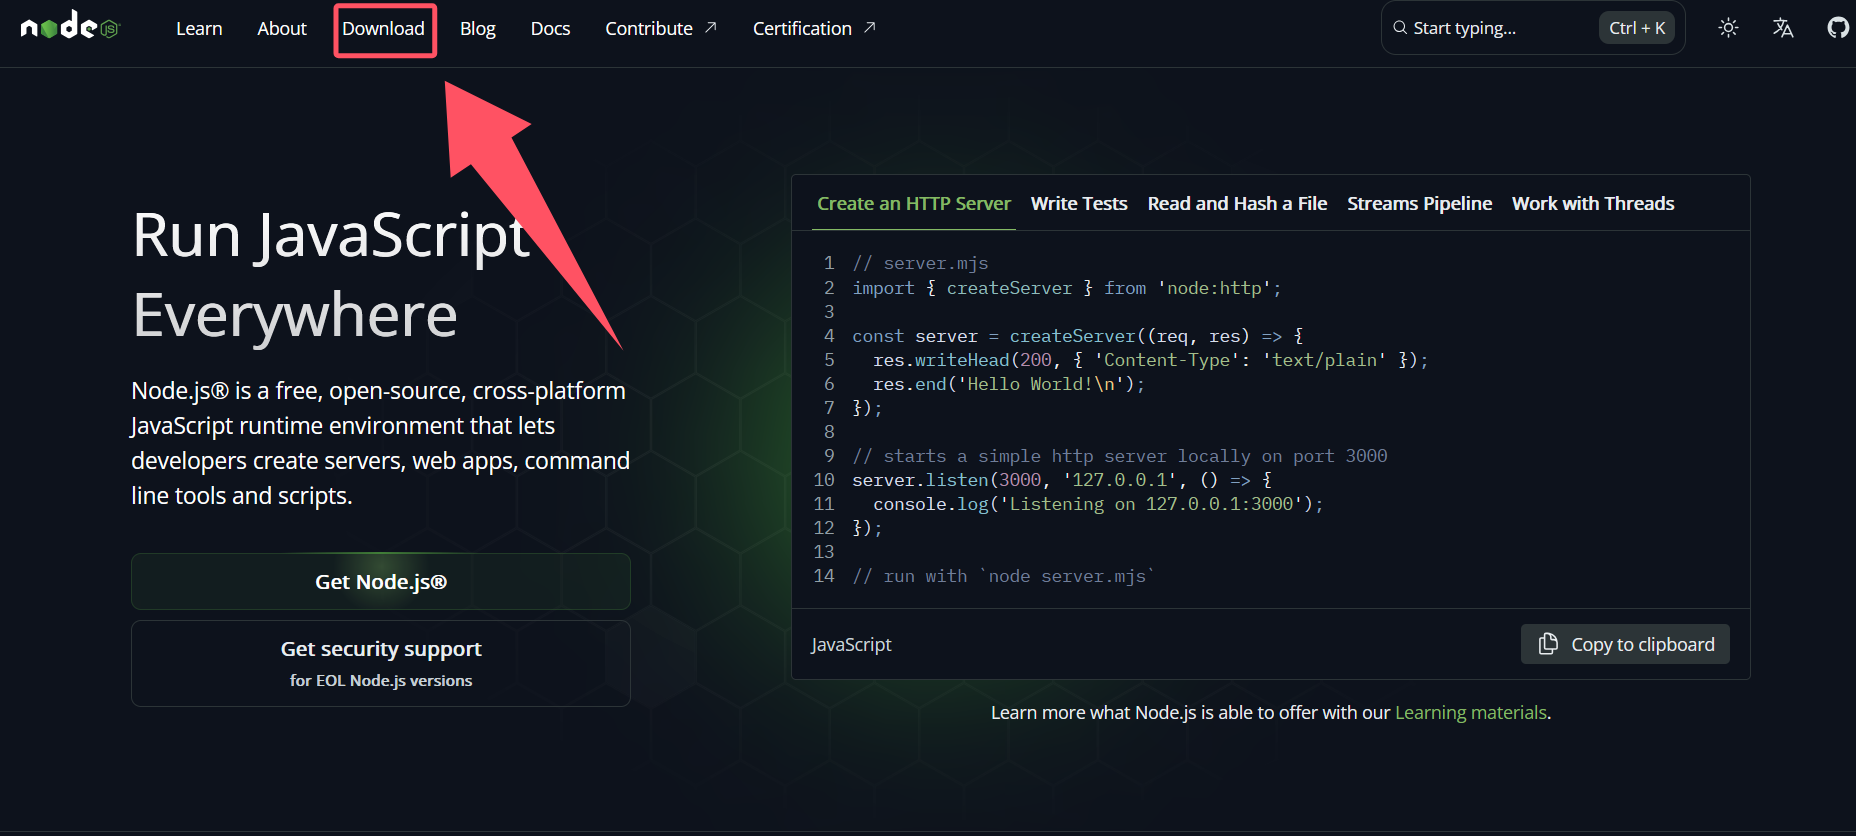 node JS
Learn About Download Blog Docs Contribute ↗ Certification ↗
Start typing... Ctrl + K
Run JavaScript
Everywhere
Node.js® is a free, open-source, cross-platform
JavaScript runtime environment that lets
developers create servers, web apps, command
line tools and scripts.
Get Node.js®
Get security support
for EOL Node.js versions
Create an HTTP Server Write Tests Read and Hash a File Streams Pipeline Work with Threads
1 // server.mjs
2 import { createServer } from 'node:http';
3
4 const server = createServer((req, res) => {
5   res.writeHead(200, { 'Content-Type': 'text/plain' });
6   res.end('Hello World!\n');
7 });
8
9 // starts a simple http server locally on port 3000
10 server.listen(3000, '127.0.0.1', () => {
11   console.log('Listening on 127.0.0.1:3000');
12 });
13
14 // run with `node server.mjs`
JavaScript Copy to clipboard
Learn more what Node.js is able to offer with our Learning materials.